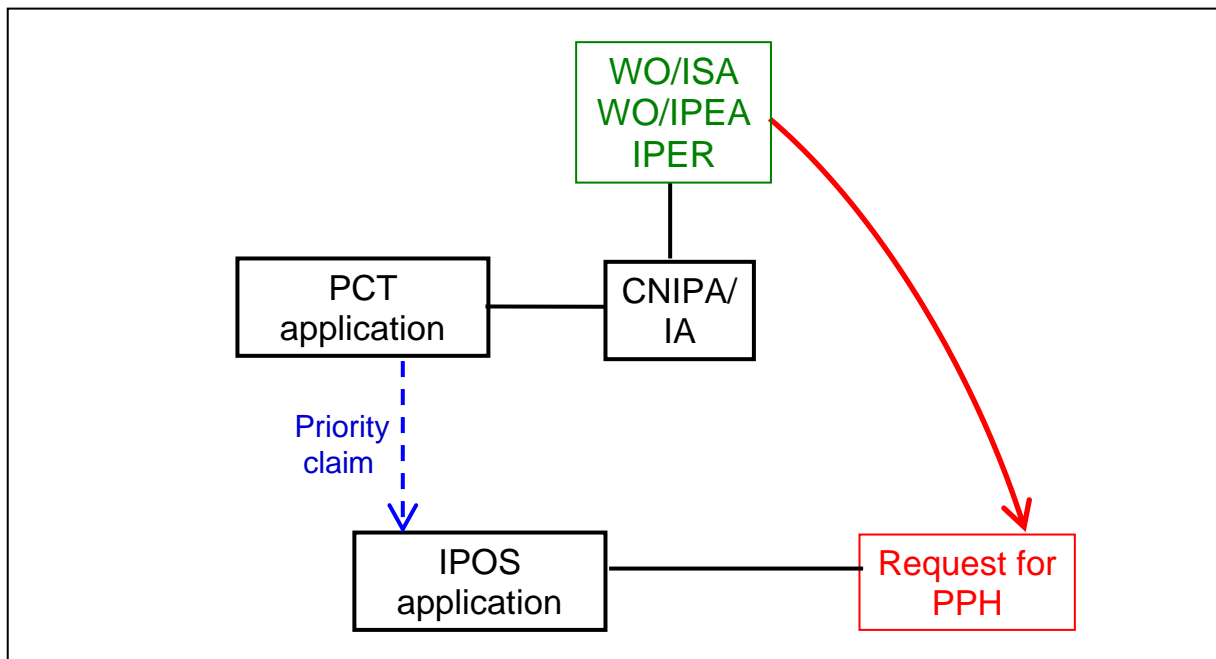 WO/ISA
WO/IPEA
IPER
PCT
application
CNIPA/
IA
Priority
claim
IPOS
application
Request for
PPH